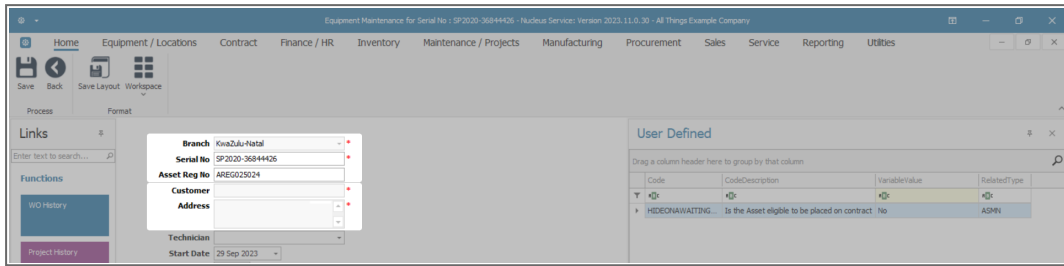 Equipment Maintenance for Serial No : SP2020-36844426 - Nucleus Service: Version 2023.11.0.30 - All Things Example Company
Home Equipment / Locations Contract Finance / HR Inventory Maintenance / Projects Manufacturing Procurement Sales Service Reporting Utilities
Save Back Save Layout Workspace
Process Format
Links
Enter text to search...
Functions
WO History
Project History
Branch KwaZulu-Natal *
Serial No SP2020-36844426 *
Asset Reg No AREG025024
Customer *
Address *
Technician
Start Date 29 Sep 2023
User Defined
Drag a column header here to group by that column
Code CodeDescription VariableValue RelatedType
HIDEONAWAITING... Is the Asset eligible to be placed on contract No ASMN